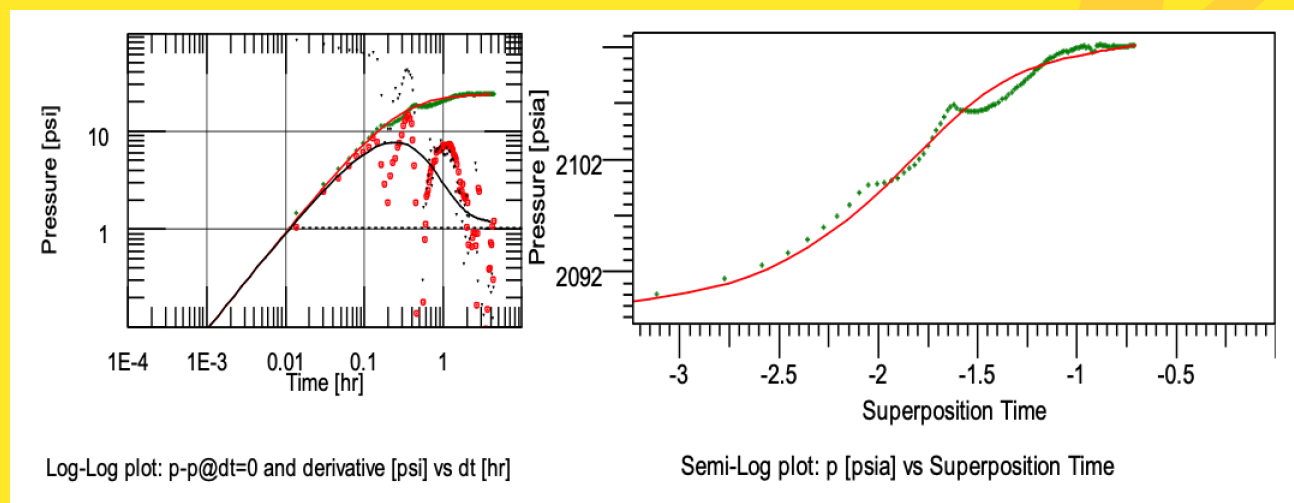 Pressure [psi]
10
1
1E-4 1E-3 0.01 0.1 1
Time [hr]
Log-Log plot: p-p@dt=0 and derivative [psi] vs dt [hr]
Pressure [psia]
2102
2092
-3 -2.5 -2 -1.5 -1 -0.5
Superposition Time
Semi-Log plot: p [psia] vs Superposition Time